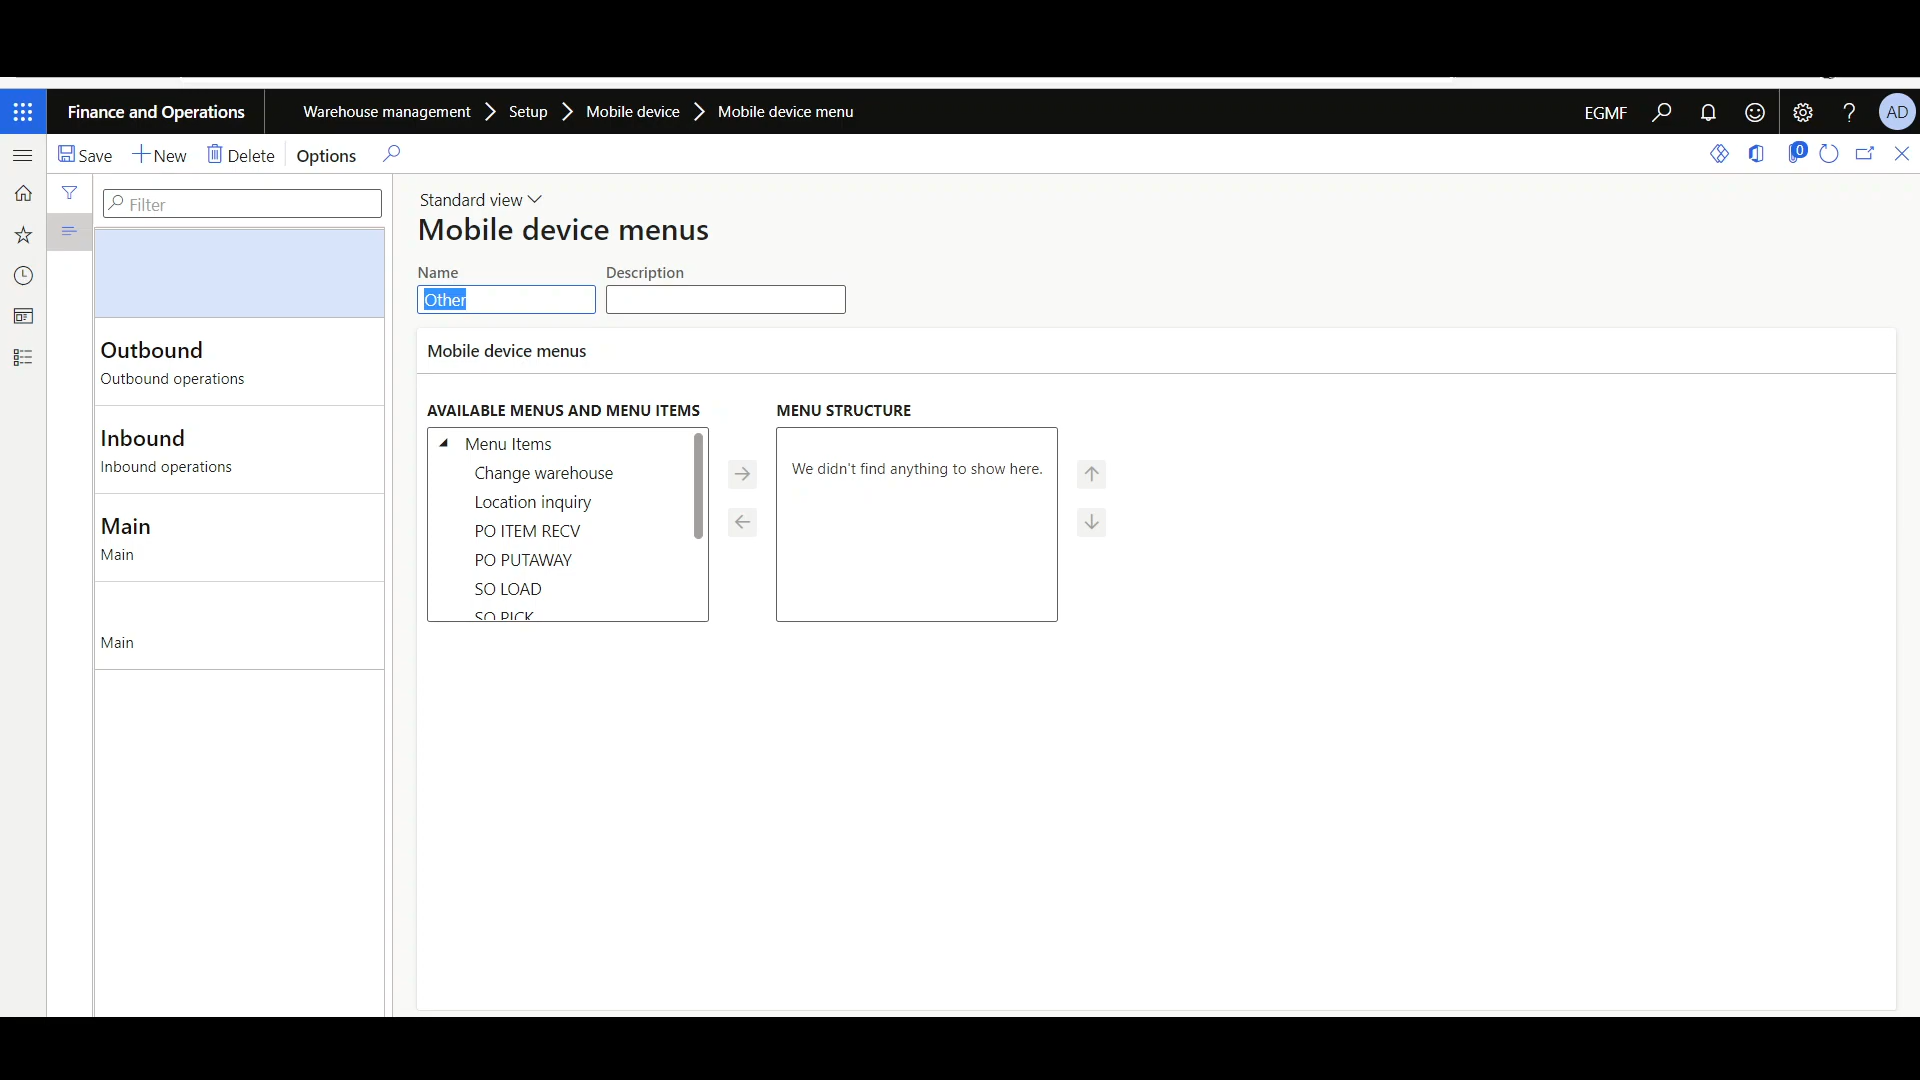 Finance and Operations
Warehouse management
Setup
Mobile device
Mobile device menu
EGMF
AD
Save
New
Delete
Options
0
Filter
Outbound
Outbound operations
Inbound
Inbound operations
Main
Main
Main
Standard view
Mobile device menus
Name
Description
Other
Mobile device menus
AVAILABLE MENUS AND MENU ITEMS
Menu Items
Change warehouse
Location inquiry
PO ITEM RECV
PO PUTAWAY
SO LOAD
SO PICK
MENU STRUCTURE
We didn't find anything to show here.